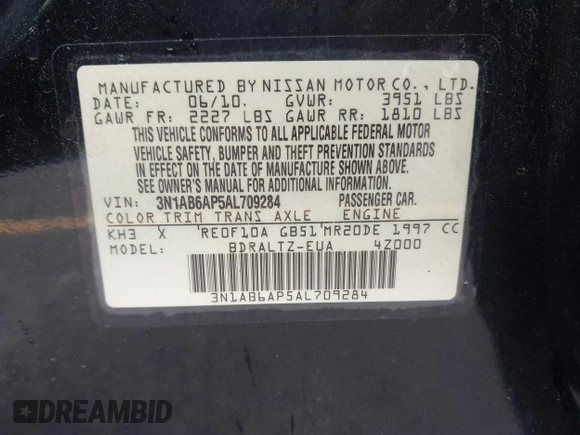 MANUFACTURED BY NISSAN MOTOR CO., LTD.
DATE: 06/10. GVWR: 3951 LBS
GAWR FR: 2227 LBS GAWR RR: 1810 LBS
THIS VEHICLE CONFORMS TO ALL APPLICABLE FEDERAL MOTOR
VEHICLE SAFETY, BUMPER AND THEFT PREVENTION STANDARDS
IN EFFECT ON THE DATE OF MANUFACTURE SHOWN ABOVE.
SEE OWNER'S MANUAL FOR ADDITIONAL INFORMATION.
VIN: 3N1AB6AP5AL709284 PASSENGER CAR.
COLOR TRIM TRANS AXLE ENGINE
KH3 X 'RE0F10A GB51'MR20DE 1997 CC
MODEL: BDRALTZ-EUA 4Z000
3N1AB6AP5AL709284
DREAMBID